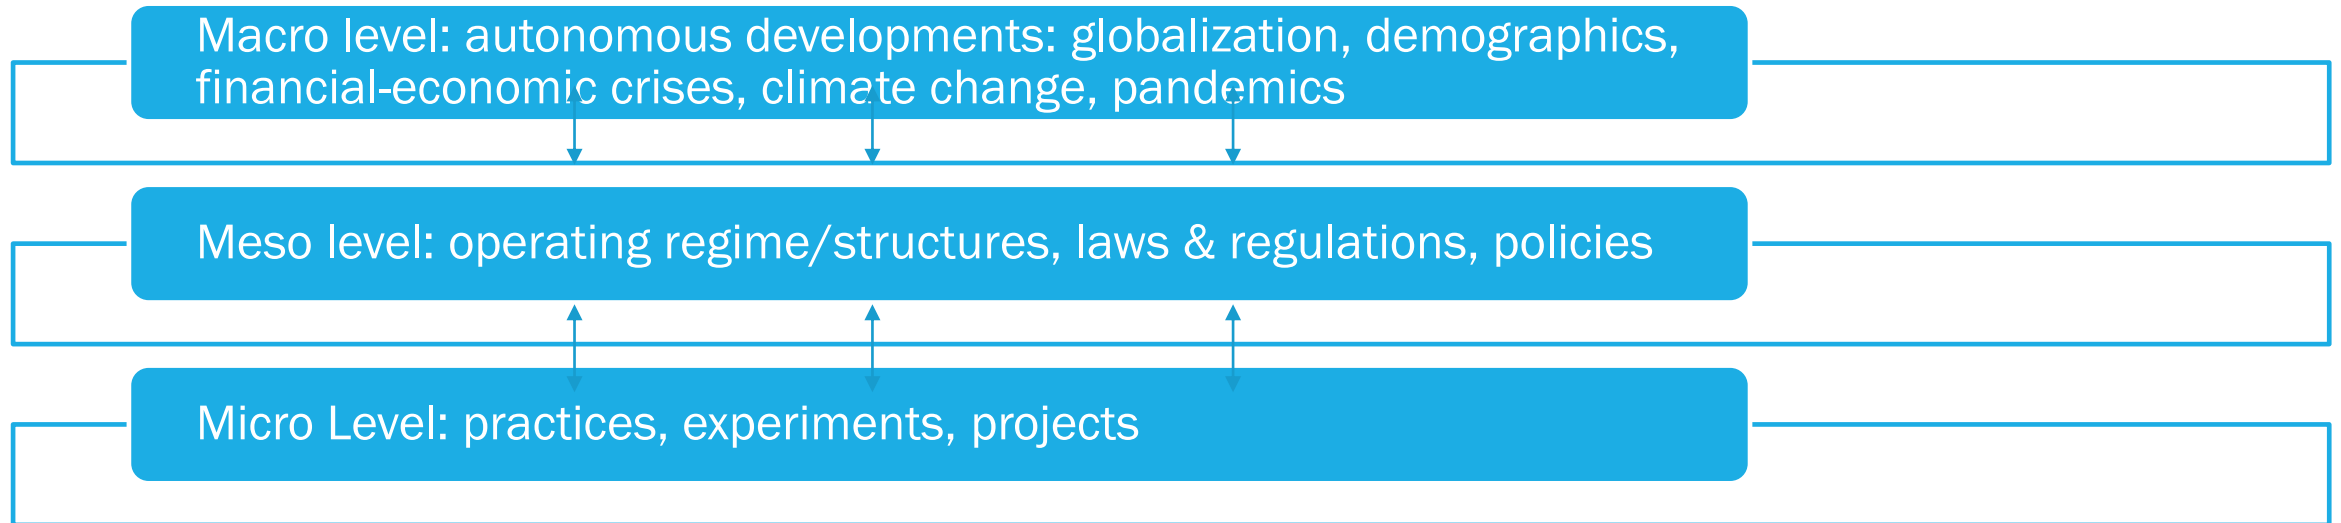 Macro level: autonomous developments: globalization, demographics,
financial-economic crises, climate change, pandemics
Meso level: operating regime/structures, laws & regulations, policies
Micro Level: practices, experiments, projects